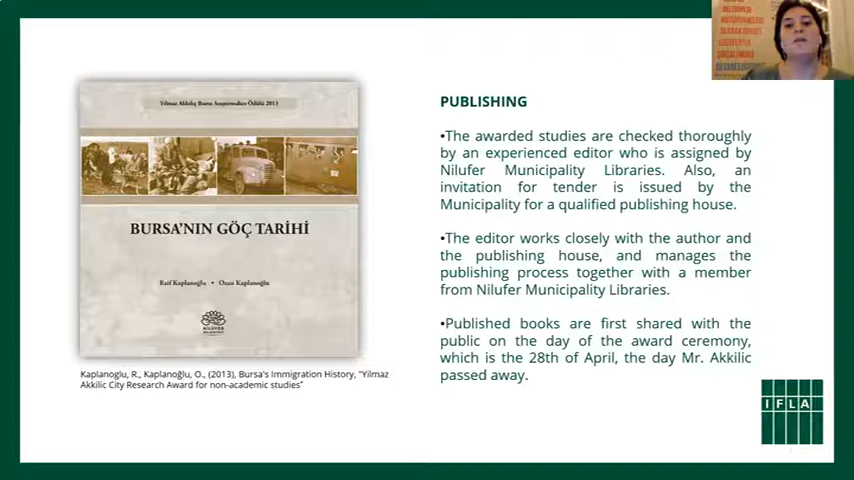 Yılmaz Akkılıç Bursa Araştırmaları Ödülü 2013
BURSA'NIN GÖÇ TARİHİ
Raif Kaplanoğlu • Ozan Kaplanoğlu
NİLÜFER
Kaplanoglu, R., Kaplanoğlu, O., (2013), Bursa's Immigration History, "Yilmaz
Akkilic City Research Award for non-academic studies"
PUBLISHING
•The awarded studies are checked thoroughly
by an experienced editor who is assigned by
Nilufer Municipality Libraries. Also, an
invitation for tender is issued by the
Municipality for a qualified publishing house.
•The editor works closely with the author and
the publishing house, and manages the
publishing process together with a member
from Nilufer Municipality Libraries.
•Published books are first shared with the
public on the day of the award ceremony,
which is the 28th of April, the day Mr. Akkilic
passed away.
IFLA